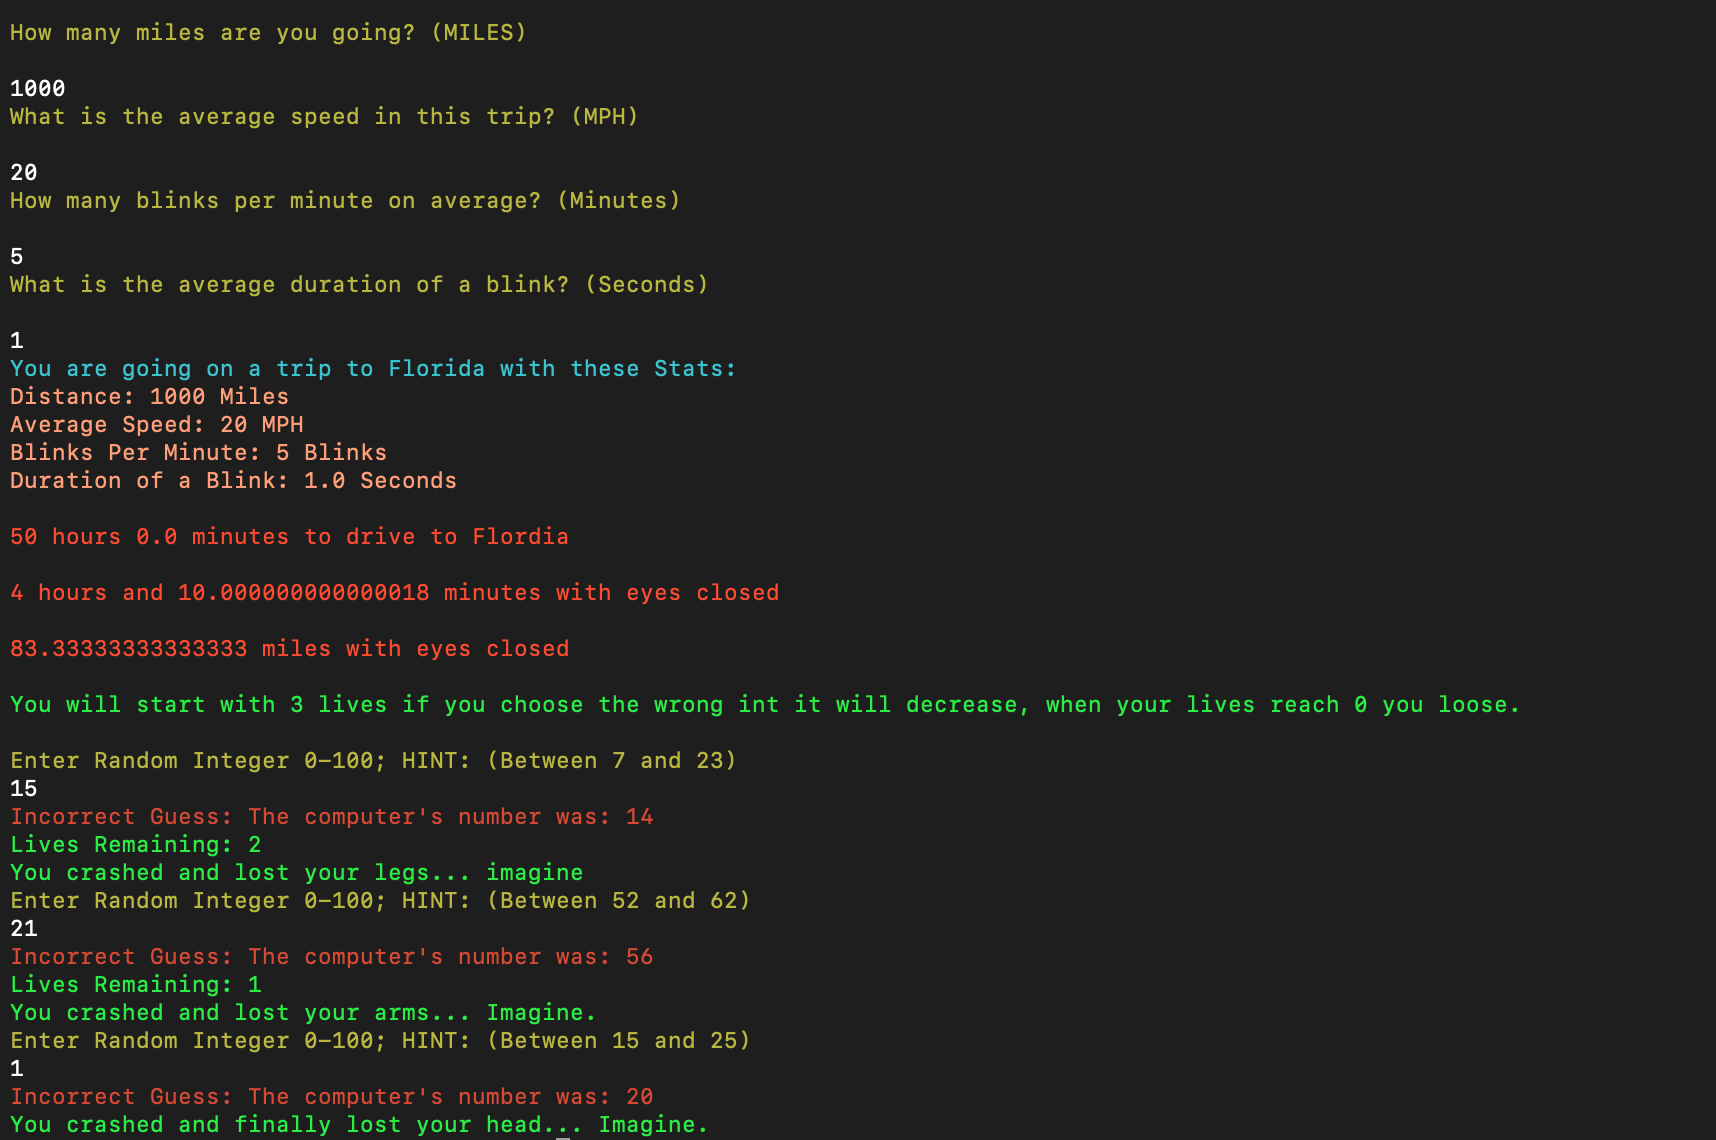 How many miles are you going? (MILES)
1000
What is the average speed in this trip? (MPH)
20
How many blinks per minute on average? (Minutes)
5
What is the average duration of a blink? (Seconds)
1
You are going on a trip to Florida with these Stats:
Distance: 1000 Miles
Average Speed: 20 MPH
Blinks Per Minute: 5 Blinks
Duration of a Blink: 1.0 Seconds
50 hours 0.0 minutes to drive to Flordia
4 hours and 10.000000000000018 minutes with eyes closed
83.33333333333333 miles with eyes closed
You will start with 3 lives if you choose the wrong int it will decrease, when your lives reach 0 you loose.
Enter Random Integer 0-100; HINT: (Between 7 and 23)
15
Incorrect Guess: The computer's number was: 14
Lives Remaining: 2
You crashed and lost your legs... imagine
Enter Random Integer 0-100; HINT: (Between 52 and 62)
21
Incorrect Guess: The computer's number was: 56
Lives Remaining: 1
You crashed and lost your arms... Imagine.
Enter Random Integer 0-100; HINT: (Between 15 and 25)
1
Incorrect Guess: The computer's number was: 20
You crashed and finally lost your head... Imagine.